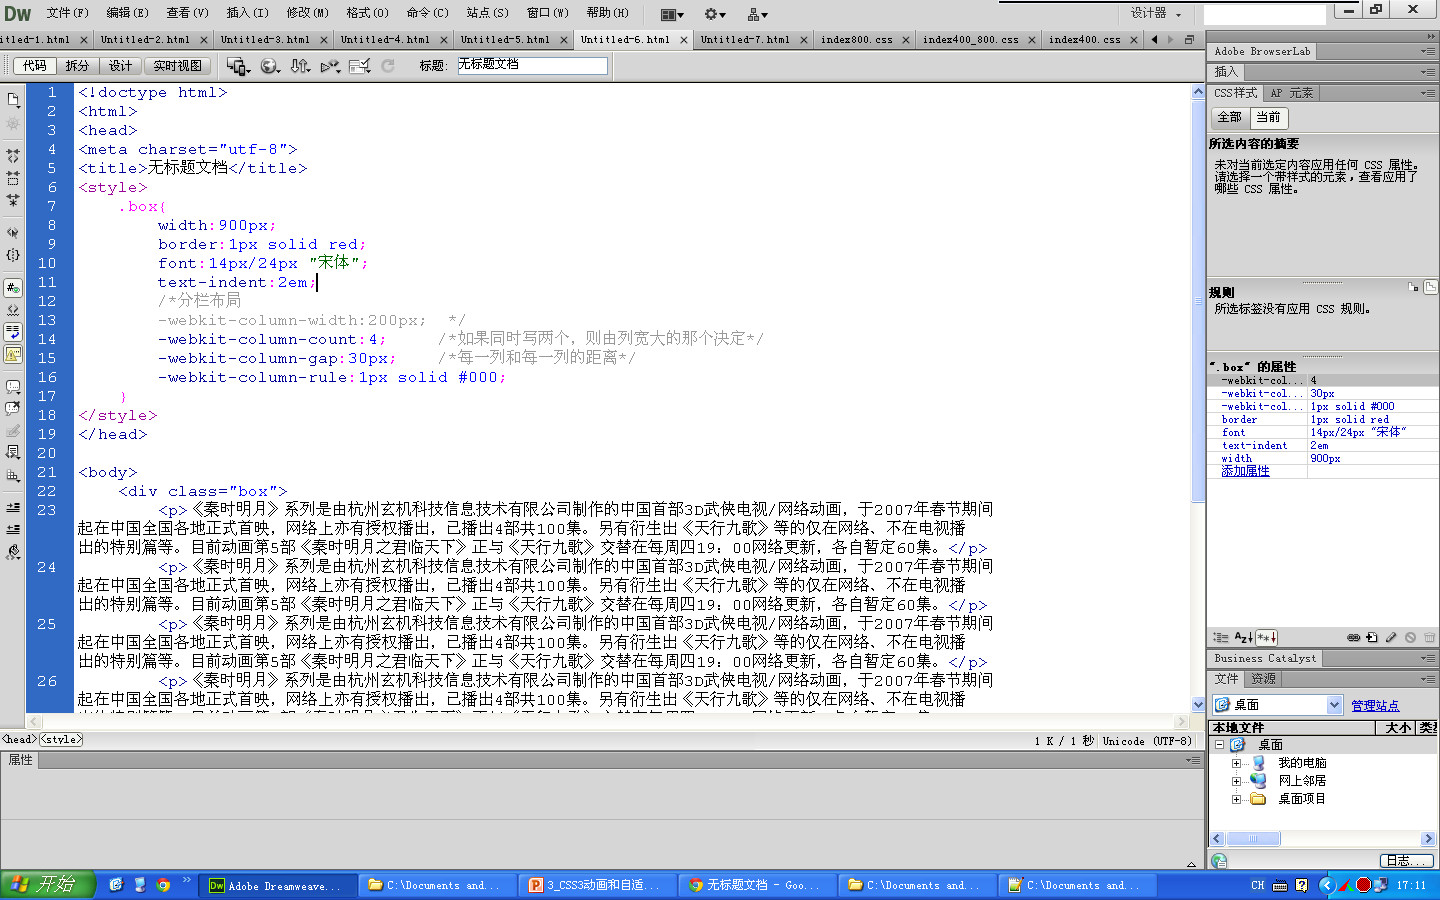 Dw 文件(F) 编辑(E) 查看(V) 插入(I) 修改(M) 格式(O) 命令(C) 站点(S) 窗口(W) 帮助(H) 设计器
itled-1.html Untitled-2.html Untitled-3.html Untitled-4.html Untitled-5.html Untitled-6.html Untitled-7.html index800.css index400_800.css index400.css
代码 拆分 设计 实时视图 标题: 无标题文档
1 <!doctype html>
2 <html>
3 <head>
4 <meta charset="utf-8">
5 <title>无标题文档</title>
6 <style>
7 .box{
8 width:900px;
9 border:1px solid red;
10 font:14px/24px "宋体";
11 text-indent:2em;
12 /*分栏布局
13 -webkit-column-width:200px; */
14 -webkit-column-count:4; /*如果同时写两个，则由列宽大的那个决定*/
15 -webkit-column-gap:30px; /*每一列和每一列的距离*/
16 -webkit-column-rule:1px solid #000;
17 }
18 </style>
19 </head>
20
21 <body>
22 <div class="box">
23 <p>《秦时明月》系列是由杭州玄机科技信息技术有限公司制作的中国首部3D武侠电视/网络动画，于2007年春节期间
起在中国全国各地正式首映，网络上亦有授权播出，已播出4部共100集。另有衍生出《天行九歌》等的仅在网络、不在电视播
出的特别篇等。目前动画第5部《秦时明月之君临天下》正与《天行九歌》交替在每周四19：00网络更新，各自暂定60集。</p>
24 <p>《秦时明月》系列是由杭州玄机科技信息技术有限公司制作的中国首部3D武侠电视/网络动画，于2007年春节期间
起在中国全国各地正式首映，网络上亦有授权播出，已播出4部共100集。另有衍生出《天行九歌》等的仅在网络、不在电视播
出的特别篇等。目前动画第5部《秦时明月之君临天下》正与《天行九歌》交替在每周四19：00网络更新，各自暂定60集。</p>
25 <p>《秦时明月》系列是由杭州玄机科技信息技术有限公司制作的中国首部3D武侠电视/网络动画，于2007年春节期间
起在中国全国各地正式首映，网络上亦有授权播出，已播出4部共100集。另有衍生出《天行九歌》等的仅在网络、不在电视播
出的特别篇等。目前动画第5部《秦时明月之君临天下》正与《天行九歌》交替在每周四19：00网络更新，各自暂定60集。</p>
26 <p>《秦时明月》系列是由杭州玄机科技信息技术有限公司制作的中国首部3D武侠电视/网络动画，于2007年春节期间
起在中国全国各地正式首映，网络上亦有授权播出，已播出4部共100集。另有衍生出《天行九歌》等的仅在网络、不在电视播
<head> <style> 1 K / 1 秒 Unicode (UTF-8)
属性
Adobe BrowserLab
插入
CSS样式 AP 元素
全部 当前
所选内容的摘要
未对当前选定内容应用任何 CSS 属性。
请选择一个带样式的元素，查看应用了
哪些 CSS 属性。
规则
所选标签没有应用 CSS 规则。
".box" 的属性
-webkit-col... 4
-webkit-col... 30px
-webkit-col... 1px solid #000
border 1px solid red
font 14px/24px "宋体"
text-indent 2em
width 900px
添加属性
Business Catalyst
文件 资源
桌面 管理站点
本地文件 大小 类
桌面
我的电脑
网上邻居
桌面项目
日志...
开始 Adobe Dreamweave... C:\Documents and... 3_CSS3动画和自适... 无标题文档 - Goo... C:\Documents and... C:\Documents and... CH 17:11